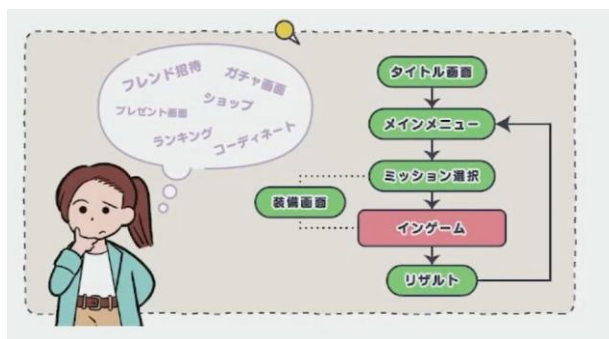 フレンド招待
ガチャ画面
プレゼント画面
ショップ
ランキング
コーディネート
タイトル画面
メインメニュー
ミッション選択
装備画面
インゲーム
リザルト